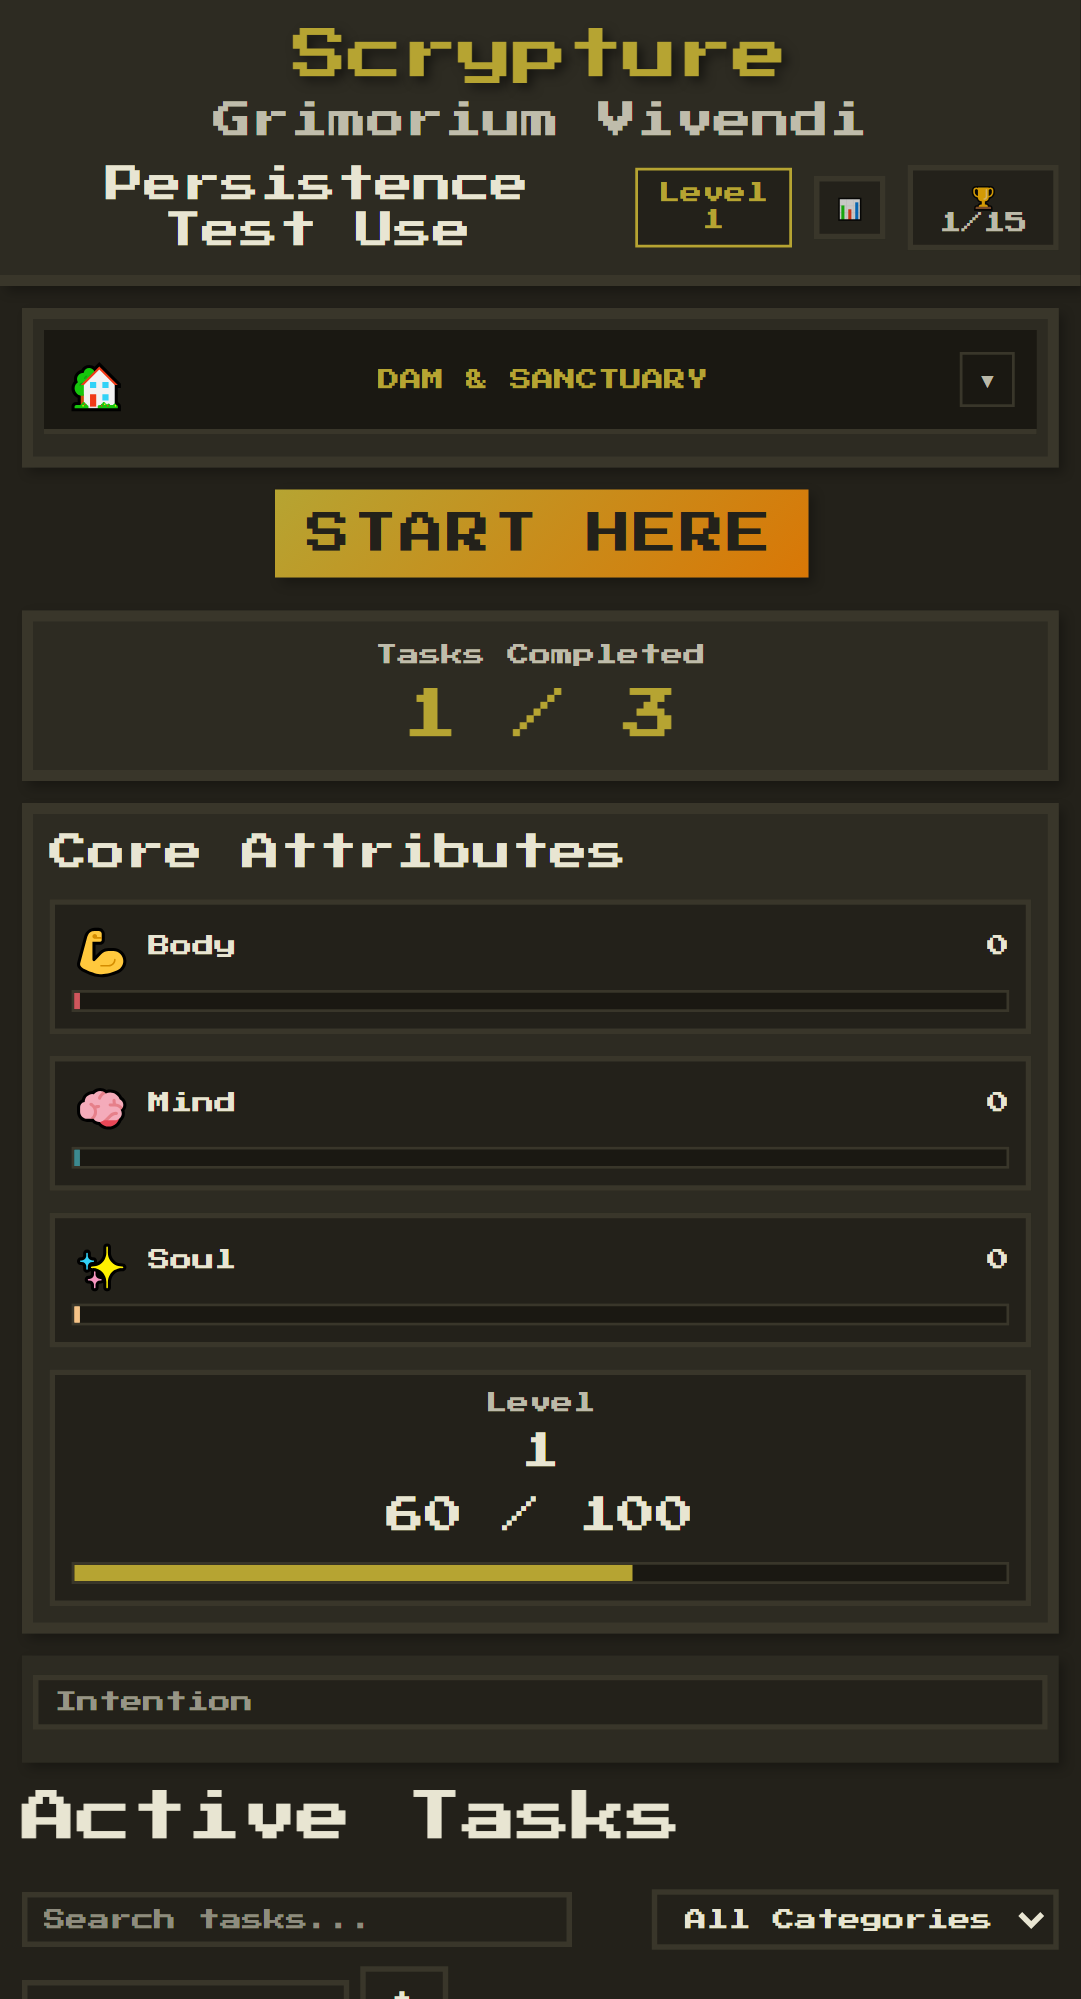 Scrypture
Grimorium Vivendi
Persistence
Test Use
Level
1
1/15
DAM & SANCTUARY
START HERE
Tasks Completed
1 / 3
Core Attributes
Body
0
Mind
0
Soul
0
Level
1
60 / 100
Intention
Active Tasks
Search tasks...
All Categories